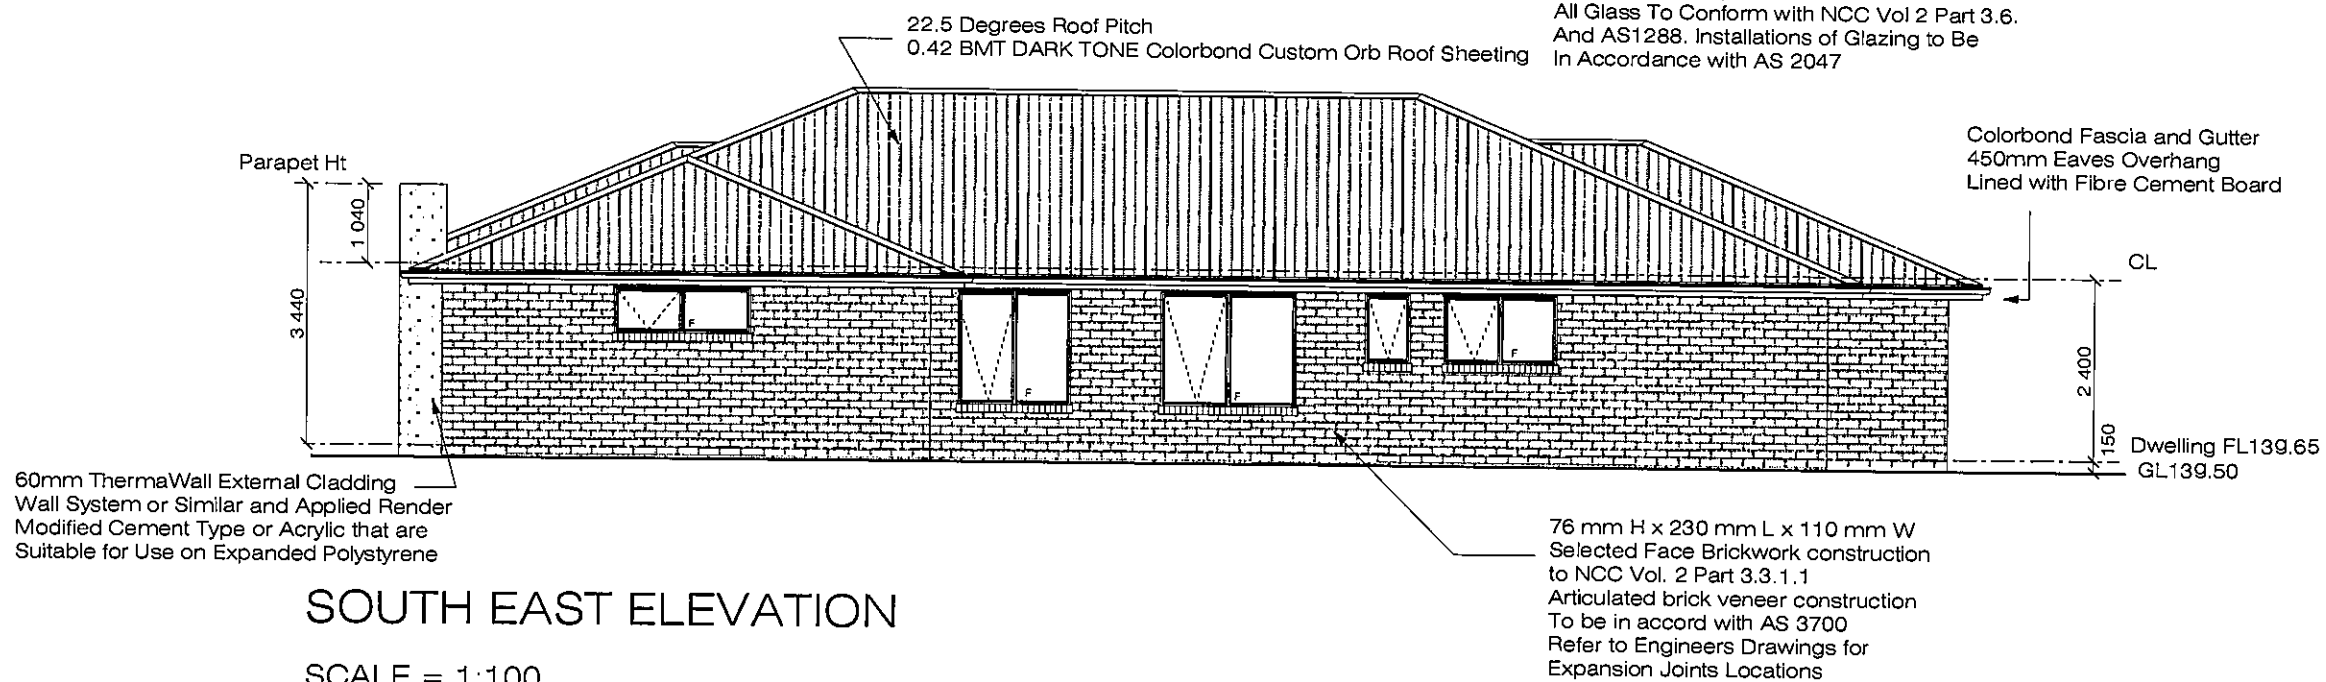 22.5 Degrees Roof Pitch
0.42 BMT DARK TONE Colorbond Custom Orb Roof Sheeting
All Glass To Conform with NCC Vol 2 Part 3.6.
And AS1288. Installations of Glazing to Be
In Accordance with AS 2047
Colorbond Fascia and Gutter
450mm Eaves Overhang
Lined with Fibre Cement Board
Parapet Ht
1 040
3 440
CL
2 400
150
Dwelling FL139.65
GL139.50
F
F
F
F
60mm ThermaWall External Cladding
Wall System or Similar and Applied Render
Modified Cement Type or Acrylic that are
Suitable for Use on Expanded Polystyrene
76 mm H x 230 mm L x 110 mm W
Selected Face Brickwork construction
to NCC Vol. 2 Part 3.3.1.1
Articulated brick veneer construction
To be in accord with AS 3700
Refer to Engineers Drawings for
Expansion Joints Locations
SOUTH EAST ELEVATION
SCALE = 1:100